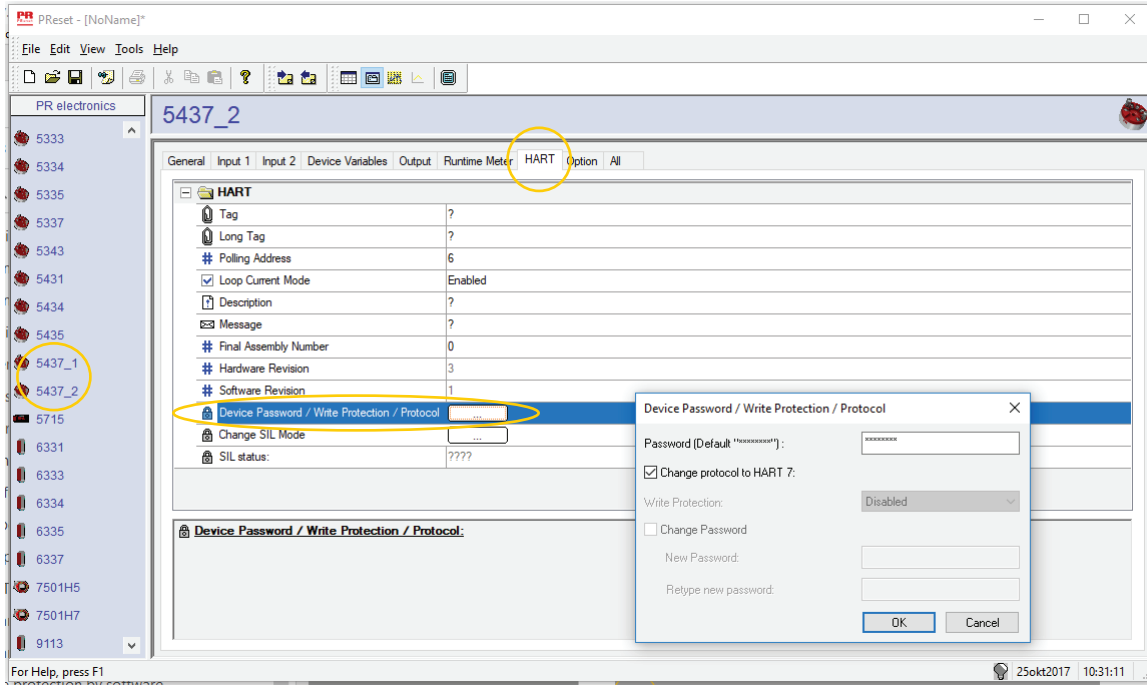 PR
PReset - [NoName]*
File Edit View Tools Help
PR electronics
5333
5334
5335
5337
5343
5431
5434
5435
5437_1
5437_2
5715
6331
6333
6334
6335
6337
7501H5
7501H7
9113
5437_2
General Input 1 Input 2 Device Variables Output Runtime Meter HART Option All
HART
Tag ?
Long Tag ?
Polling Address 6
Loop Current Mode Enabled
Description ?
Message ?
Final Assembly Number 0
Hardware Revision 3
Software Revision 1
Device Password / Write Protection / Protocol ...
Change SIL Mode ...
SIL status: ????
Device Password / Write Protection / Protocol:
Device Password / Write Protection / Protocol
Password (Default "********") : ********
Change protocol to HART 7:
Write Protection: Disabled
Change Password
New Password:
Retype new password:
OK Cancel
For Help, press F1 25okt2017 10:31:11